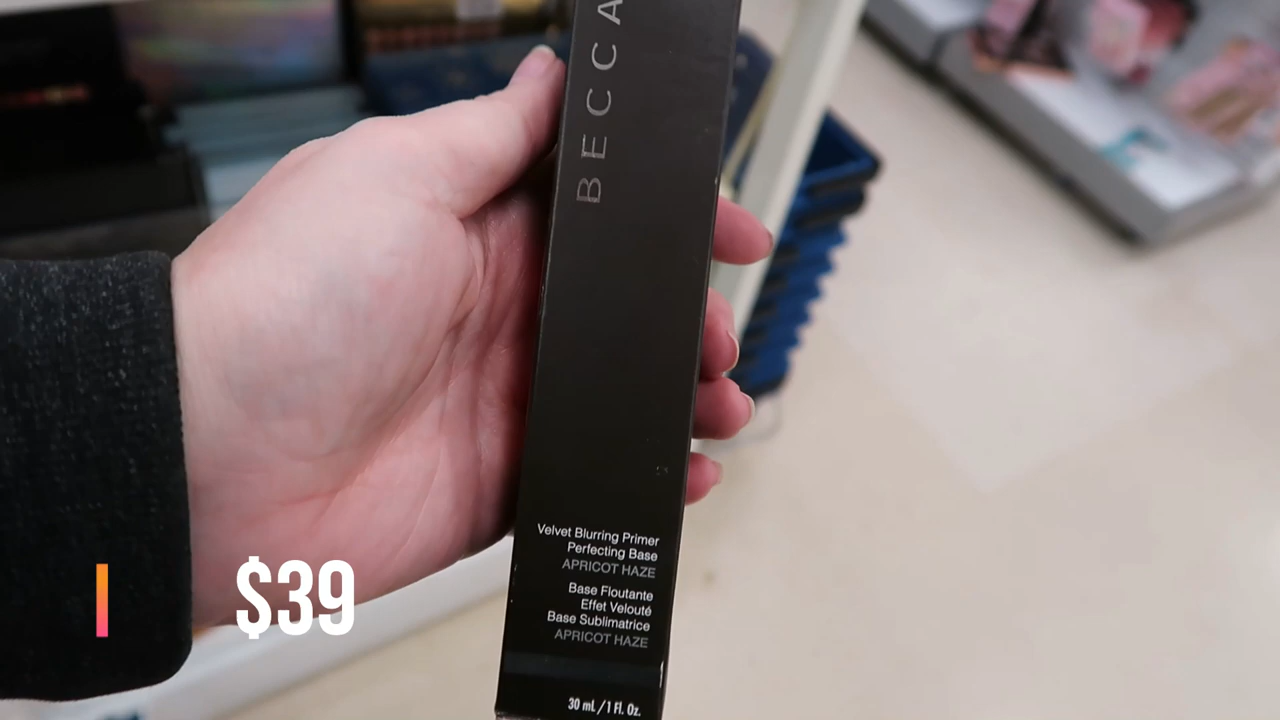 BECCA
Velvet Blurring Primer
Perfecting Base
APRICOT HAZE
Base Floutante
Effet Velouté
Base Sublimatrice
APRICOT HAZE
30 mL / 1 Fl. Oz.
$39